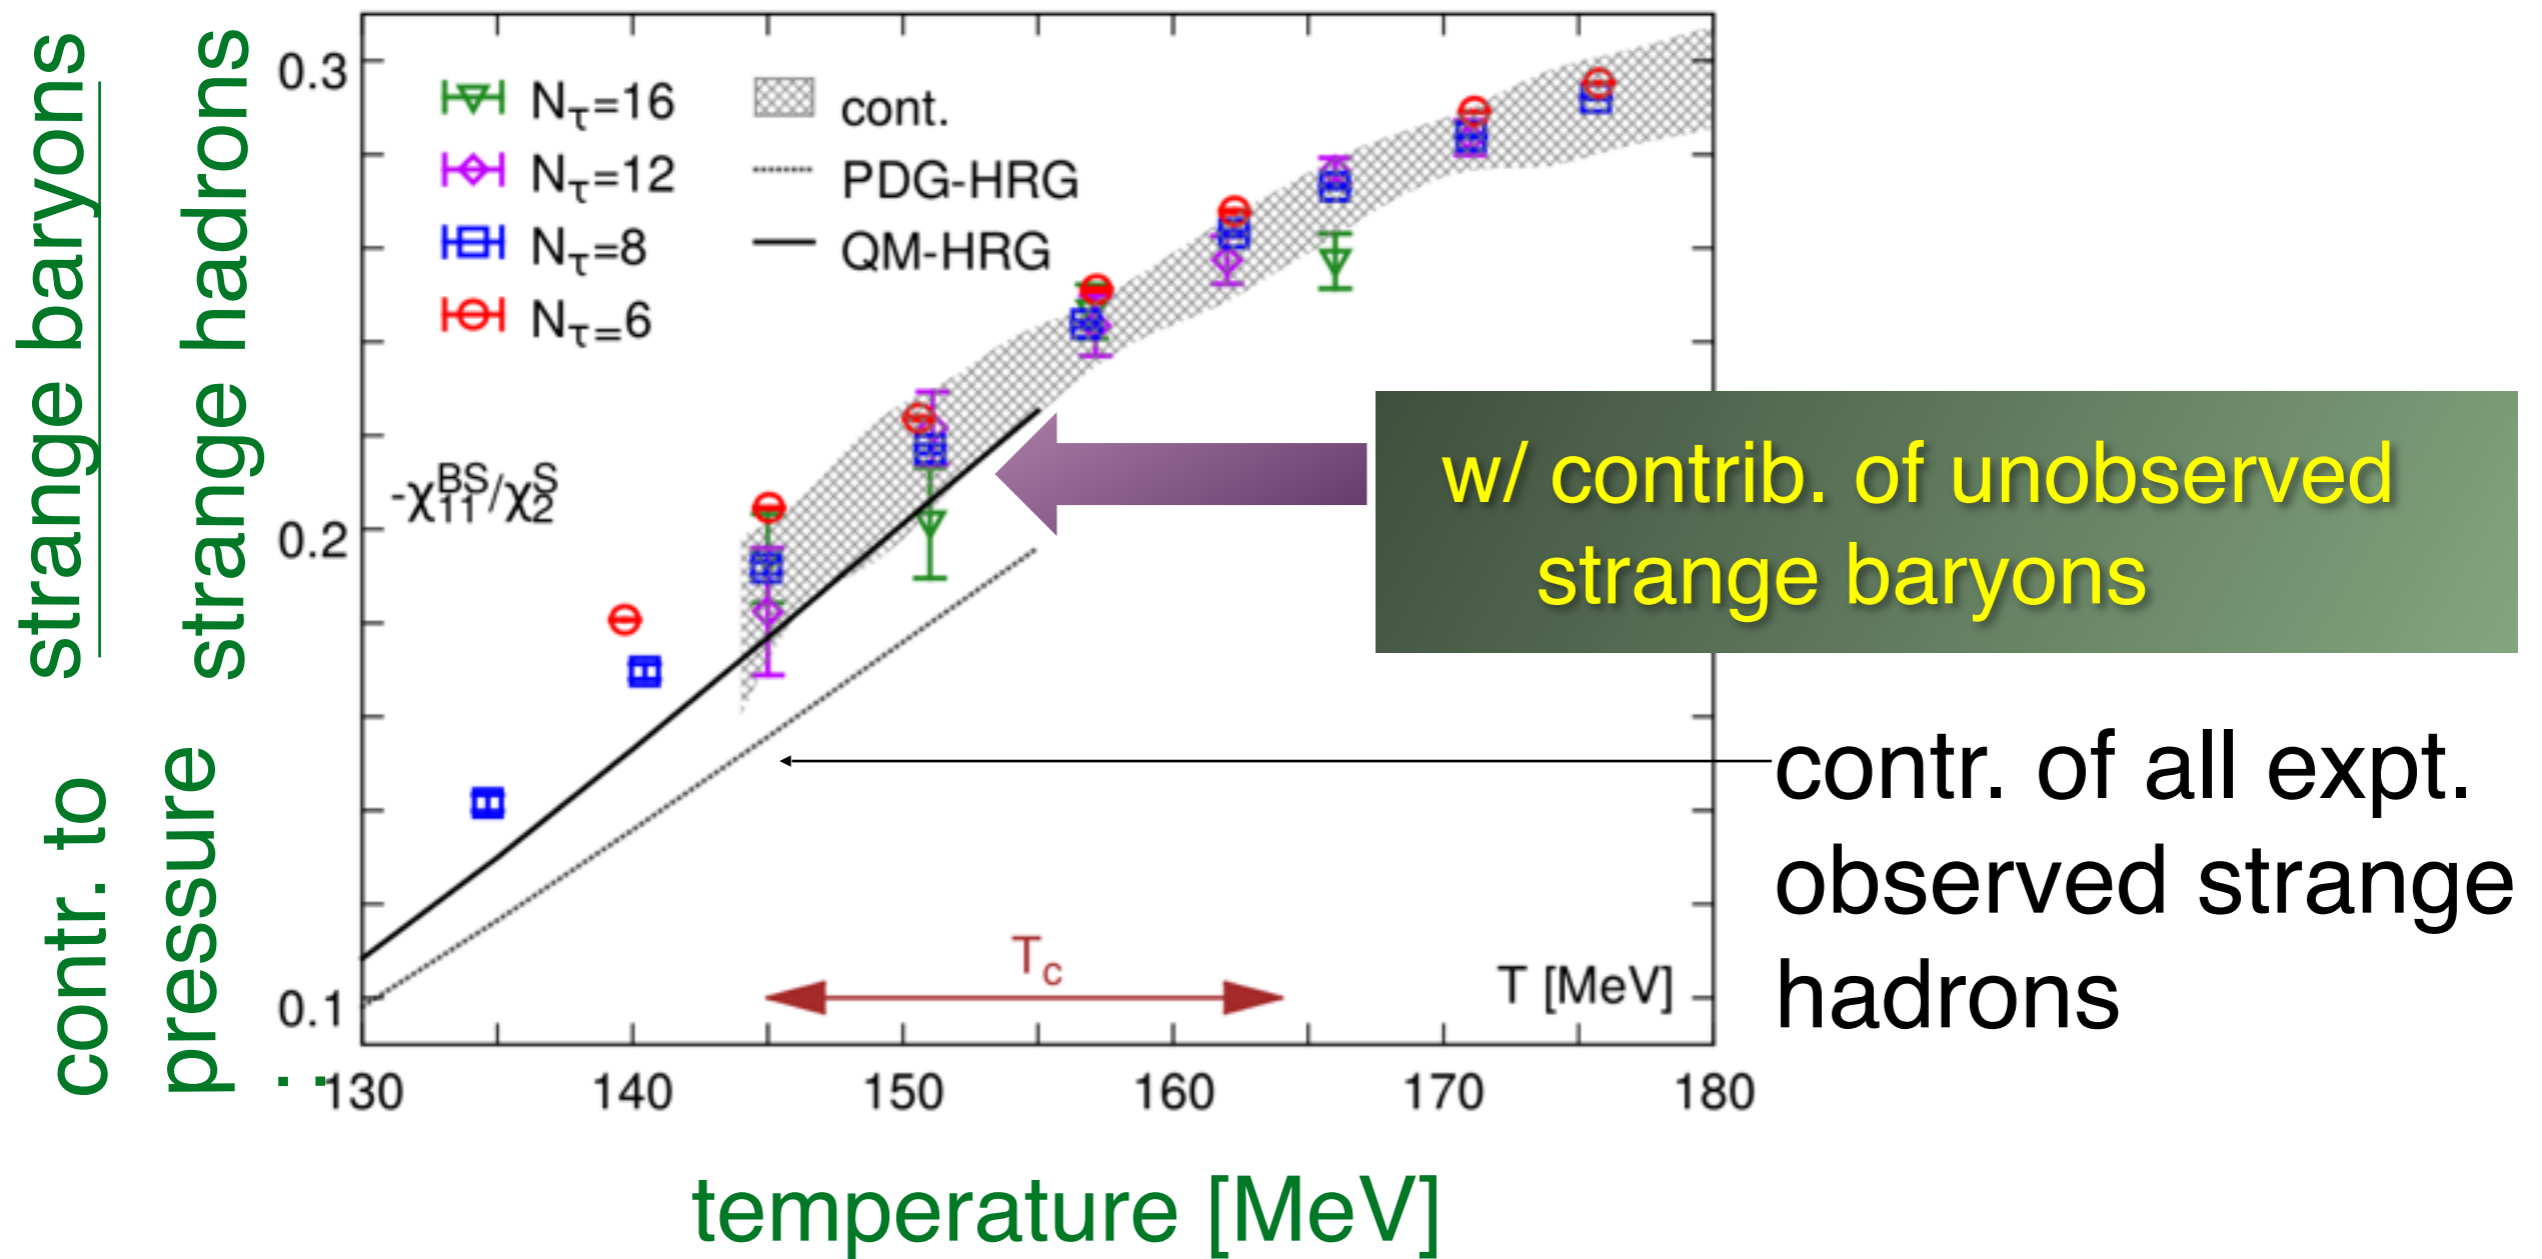 contr. to strange baryons
pressure strange hadrons
:
0.3
0.2
0.1
Nτ=16
Nτ=12
Nτ=8
Nτ=6
cont.
PDG-HRG
QM-HRG
-χ₁₁ᴮˢ/χ₂ˢ
w/ contrib. of unobserved
strange baryons
contr. of all expt.
observed strange
hadrons
Tc
T [MeV]
130 140 150 160 170 180
temperature [MeV]